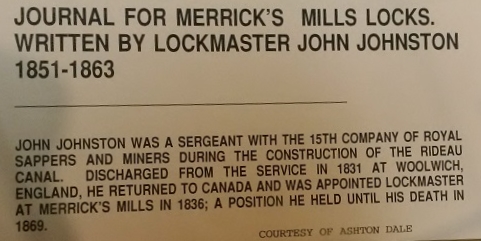 JOURNAL FOR MERRICK'S MILLS LOCKS.
WRITTEN BY LOCKMASTER JOHN JOHNSTON
1851-1863
JOHN JOHNSTON WAS A SERGEANT WITH THE 15TH COMPANY OF ROYAL
SAPPERS AND MINERS DURING THE CONSTRUCTION OF THE RIDEAU
CANAL. DISCHARGED FROM THE SERVICE IN 1831 AT WOOLWICH,
ENGLAND, HE RETURNED TO CANADA AND WAS APPOINTED LOCKMASTER
AT MERRICK'S MILLS IN 1836; A POSITION HE HELD UNTIL HIS DEATH IN
1869.
COURTESY OF ASHTON DALE